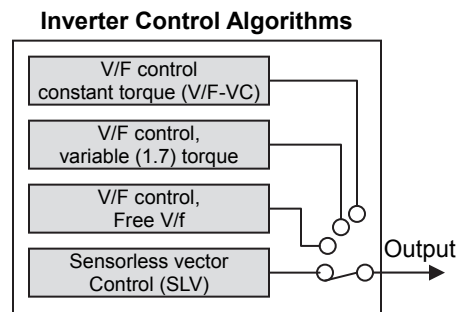 Inverter Control Algorithms
V/F control
constant torque (V/F-VC)
V/F control,
variable (1.7) torque
V/F control,
Free V/f
Sensorless vector
Control (SLV)
Output